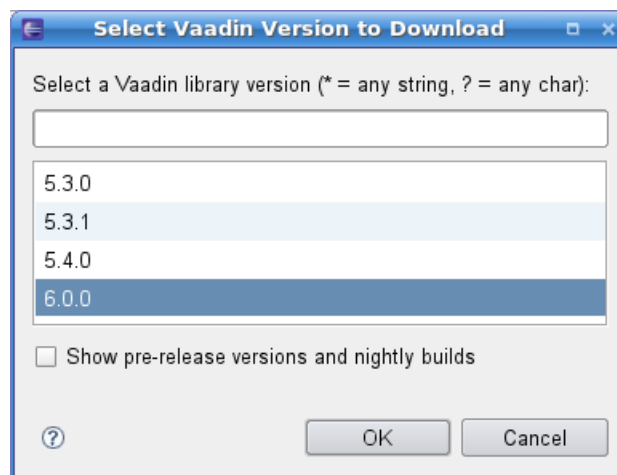 Select Vaadin Version to Download
Select a Vaadin library version (* = any string, ? = any char):
5.3.0
5.3.1
5.4.0
6.0.0
Show pre-release versions and nightly builds
?
OK
Cancel